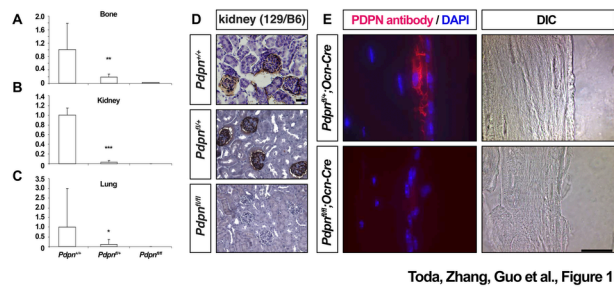 A
Bone
2.0
1.6
1.2
0.8
0.4
0
**
B
Kidney
1.4
1.2
1.0
0.8
0.6
0.4
0.2
0
***
C
Lung
3.5
3.0
2.5
2.0
1.5
1.0
0.5
0
*
Pdpn+/+
Pdpnfl/+
Pdpnfl/fl
D
kidney (129/B6)
Pdpn+/+
Pdpnfl/+
Pdpnfl/fl
E
PDPN antibody / DAPI
DIC
Pdpnfl/+;Ocn-Cre
Pdpnfl/fl;Ocn-Cre
Toda, Zhang, Guo et al., Figure 1